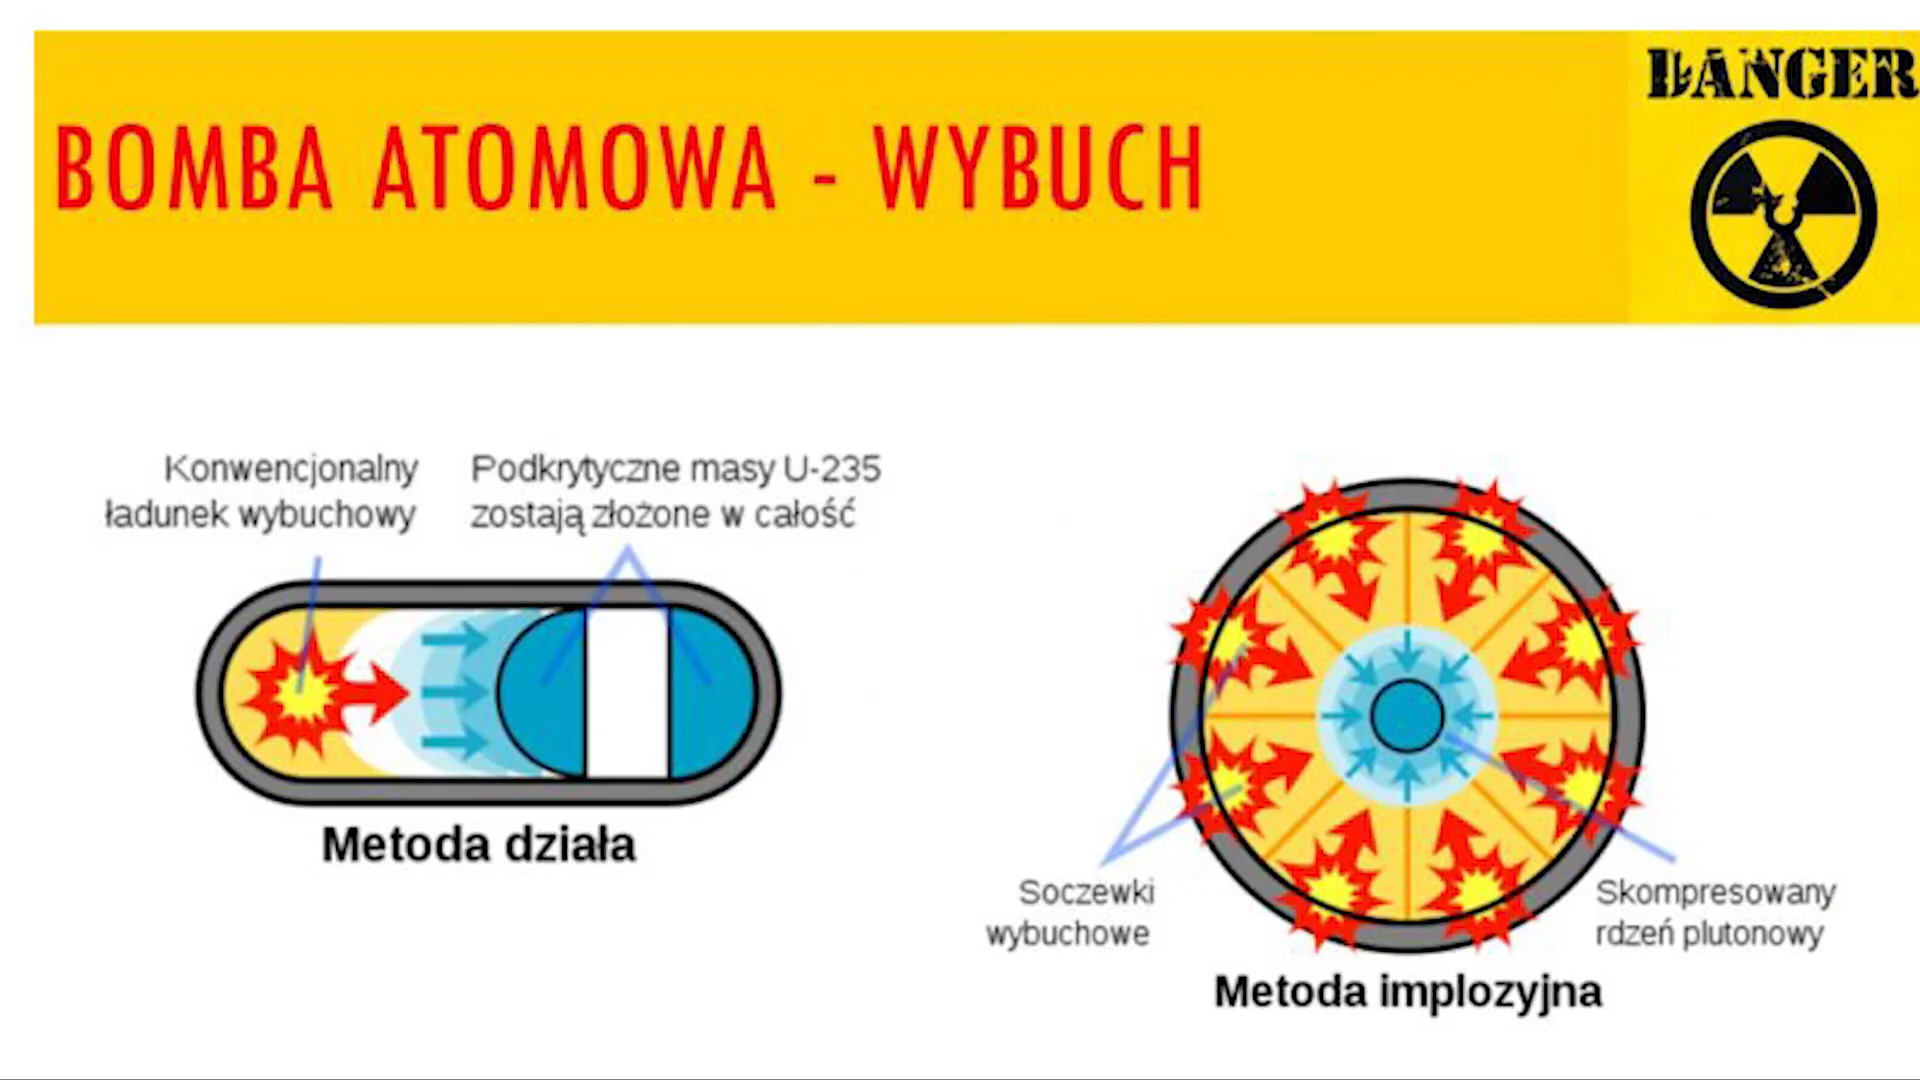 DANGER
BOMBA ATOMOWA - WYBUCH
Konwencjonalny
ładunek wybuchowy
Podkrytyczne masy U-235
zostają złożone w całość
Metoda działa
Soczewki
wybuchowe
Skompresowany
rdzeń plutonowy
Metoda implozyjna